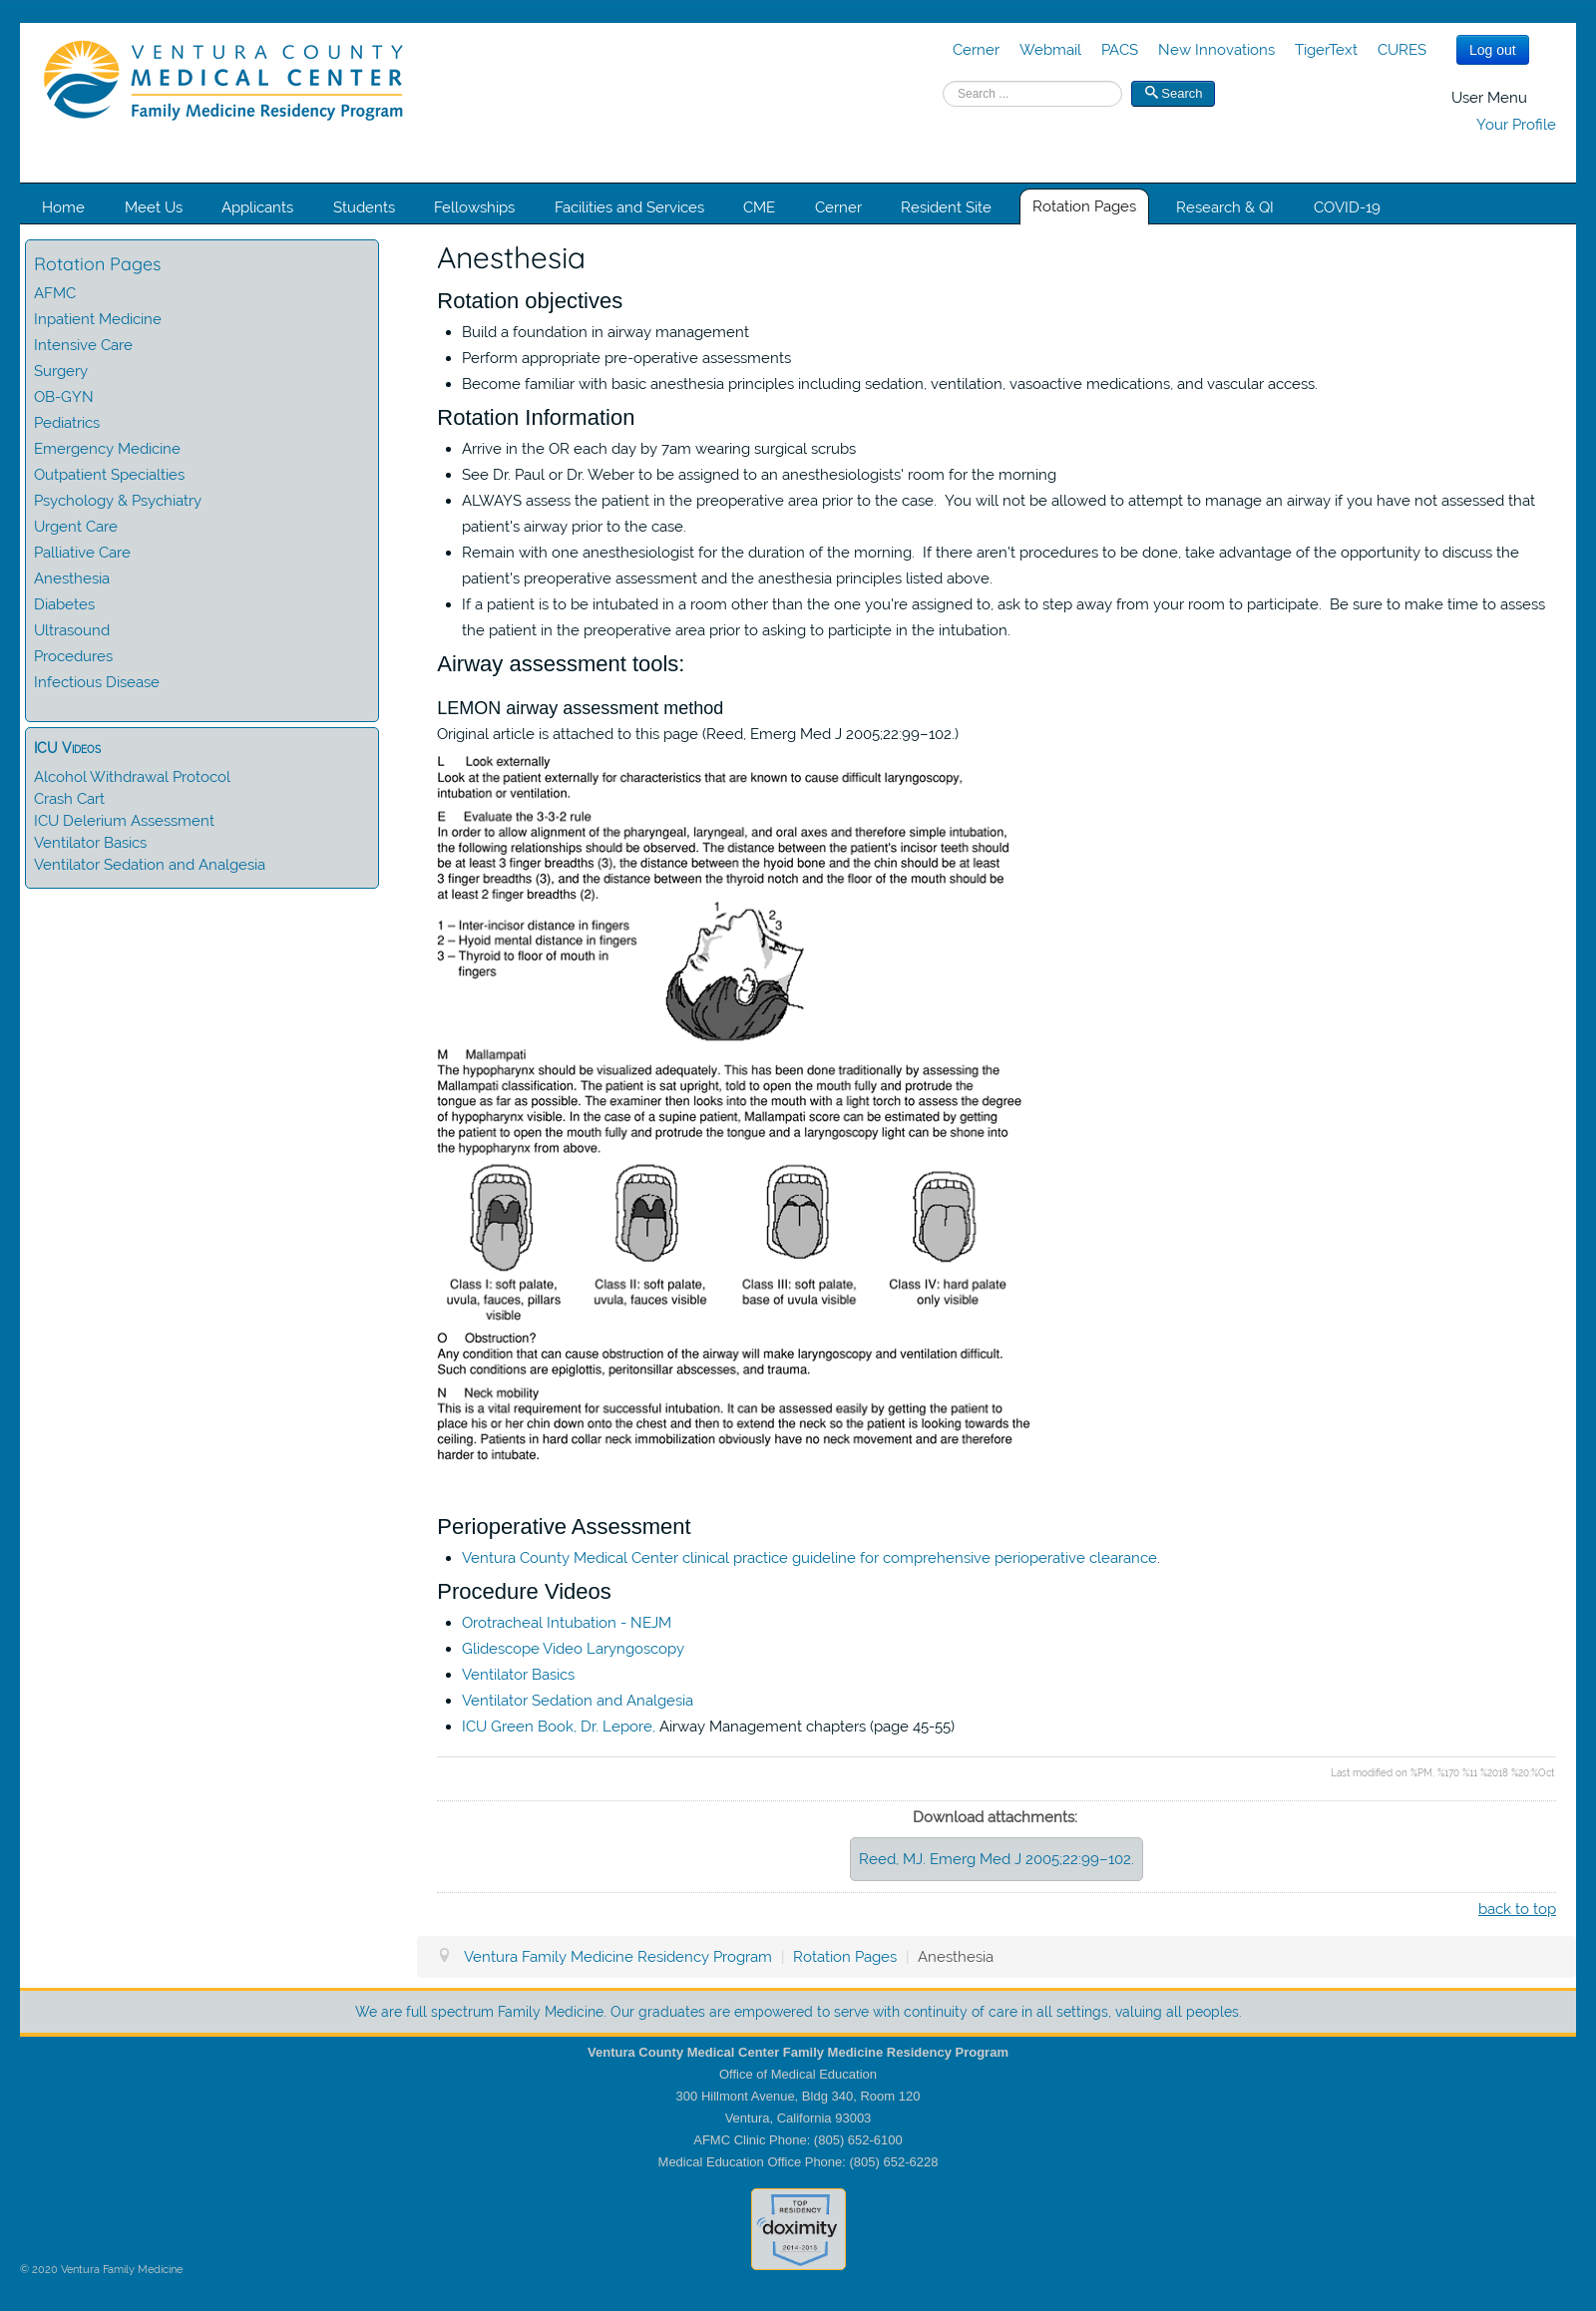 VENTURA COUNTY
MEDICAL CENTER
Family Medicine Residency Program
Cerner Webmail PACS New Innovations TigerText CURES Log out
Search ... Search
User Menu
Your Profile
Home Meet Us Applicants Students Fellowships Facilities and Services CME Cerner Resident Site Rotation Pages Research & QI COVID-19
Rotation Pages
AFMC
Inpatient Medicine
Intensive Care
Surgery
OB-GYN
Pediatrics
Emergency Medicine
Outpatient Specialties
Psychology & Psychiatry
Urgent Care
Palliative Care
Anesthesia
Diabetes
Ultrasound
Procedures
Infectious Disease
ICU Videos
Alcohol Withdrawal Protocol
Crash Cart
ICU Delerium Assessment
Ventilator Basics
Ventilator Sedation and Analgesia
Anesthesia
Rotation objectives
Build a foundation in airway management
Perform appropriate pre-operative assessments
Become familiar with basic anesthesia principles including sedation, ventilation, vasoactive medications, and vascular access.
Rotation Information
Arrive in the OR each day by 7am wearing surgical scrubs
See Dr. Paul or Dr. Weber to be assigned to an anesthesiologists' room for the morning
ALWAYS assess the patient in the preoperative area prior to the case.  You will not be allowed to attempt to manage an airway if you have not assessed that
patient's airway prior to the case.
Remain with one anesthesiologist for the duration of the morning.  If there aren't procedures to be done, take advantage of the opportunity to discuss the
patient's preoperative assessment and the anesthesia principles listed above.
If a patient is to be intubated in a room other than the one you're assigned to, ask to step away from your room to participate.  Be sure to make time to assess
the patient in the preoperative area prior to asking to participte in the intubation.
Airway assessment tools:
LEMON airway assessment method
Original article is attached to this page (Reed, Emerg Med J 2005;22:99–102.)
L Look externally
Look at the patient externally for characteristics that are known to cause difficult laryngoscopy,
intubation or ventilation.
E Evaluate the 3-3-2 rule
In order to allow alignment of the pharyngeal, laryngeal, and oral axes and therefore simple intubation,
the following relationships should be observed. The distance between the patient's incisor teeth should
be at least 3 finger breadths (3), the distance between the hyoid bone and the chin should be at least
3 finger breadths (3), and the distance between the thyroid notch and the floor of the mouth should be
at least 2 finger breadths (2).
1 2 3
1 – Inter-incisor distance in fingers
2 – Hyoid mental distance in fingers
3 – Thyroid to floor of mouth in
fingers
M Mallampati
The hypopharynx should be visualized adequately. This has been done traditionally by assessing the
Mallampati classification. The patient is sat upright, told to open the mouth fully and protrude the
tongue as far as possible. The examiner then looks into the mouth with a light torch to assess the degree
of hypopharynx visible. In the case of a supine patient, Mallampati score can be estimated by getting
the patient to open the mouth fully and protrude the tongue and a laryngoscopy light can be shone into
the hypopharynx from above.
Class I: soft palate, Class II: soft palate, Class III: soft palate, Class IV: hard palate
uvula, fauces, pillars uvula, fauces visible base of uvula visible only visible
visible
O Obstruction?
Any condition that can cause obstruction of the airway will make laryngoscopy and ventilation difficult.
Such conditions are epiglottis, peritonsillar abscesses, and trauma.
N Neck mobility
This is a vital requirement for successful intubation. It can be assessed easily by getting the patient to
place his or her chin down onto the chest and then to extend the neck so the patient is looking towards the
ceiling. Patients in hard collar neck immobilization obviously have no neck movement and are therefore
harder to intubate.
Perioperative Assessment
Ventura County Medical Center clinical practice guideline for comprehensive perioperative clearance.
Procedure Videos
Orotracheal Intubation - NEJM
Glidescope Video Laryngoscopy
Ventilator Basics
Ventilator Sedation and Analgesia
ICU Green Book, Dr. Lepore, Airway Management chapters (page 45-55)
Last modified on %PM, %170 %11 %2018 %20:%Oct
Download attachments:
Reed, MJ. Emerg Med J 2005;22:99–102.
back to top
Ventura Family Medicine Residency Program | Rotation Pages | Anesthesia
We are full spectrum Family Medicine. Our graduates are empowered to serve with continuity of care in all settings, valuing all peoples.
Ventura County Medical Center Family Medicine Residency Program
Office of Medical Education
300 Hillmont Avenue, Bldg 340, Room 120
Ventura, California 93003
AFMC Clinic Phone: (805) 652-6100
Medical Education Office Phone: (805) 652-6228
TOP
RESIDENCY
doximity
2014-2015
© 2020 Ventura Family Medicine